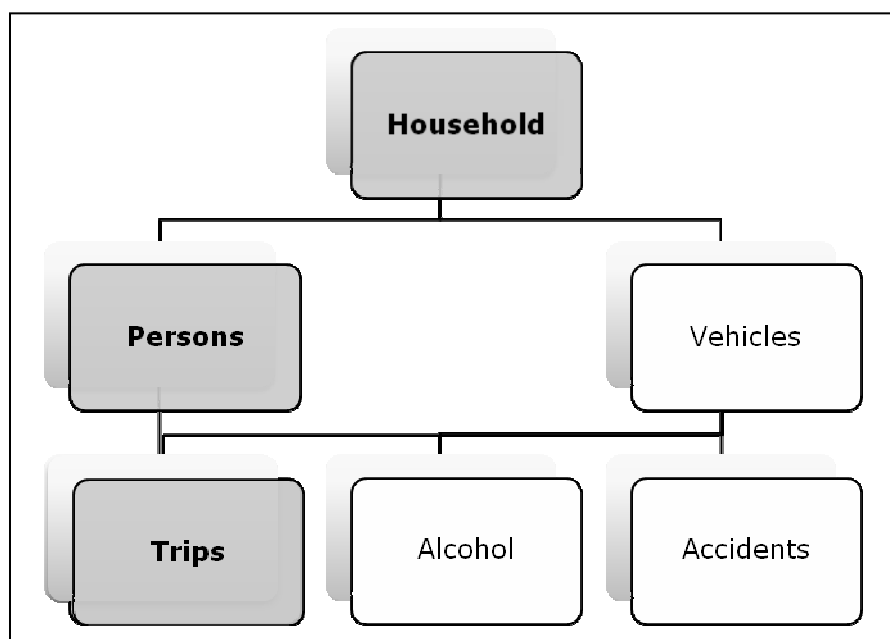 Household
Persons
Vehicles
Trips
Alcohol
Accidents